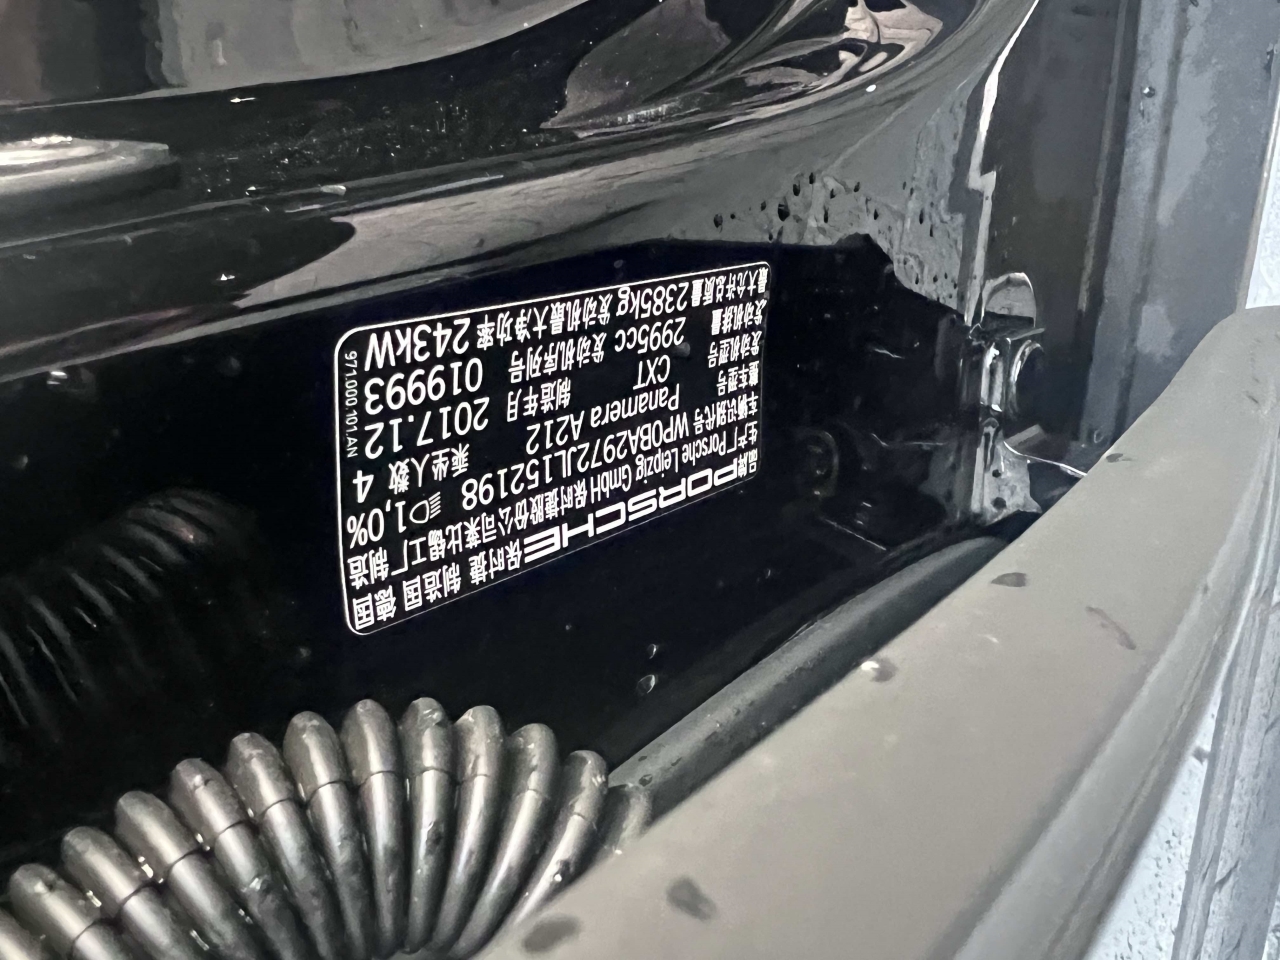 品牌 PORSCHE 保时捷 制造国 德国
生产厂 Porsche Leipzig GmbH 保时捷股份公司莱比锡工厂 制造
车辆识别代号 WP0BA2972JL152198 1,0%
整车型号 Panamera A212 乘坐人数 4
发动机型号 CXT 制造年月 2017.12
发动机排量 2995cc 发动机序列号 019993
最大允许总质量 2385kg 发动机最大净功率 243kW
971.000.101.AN